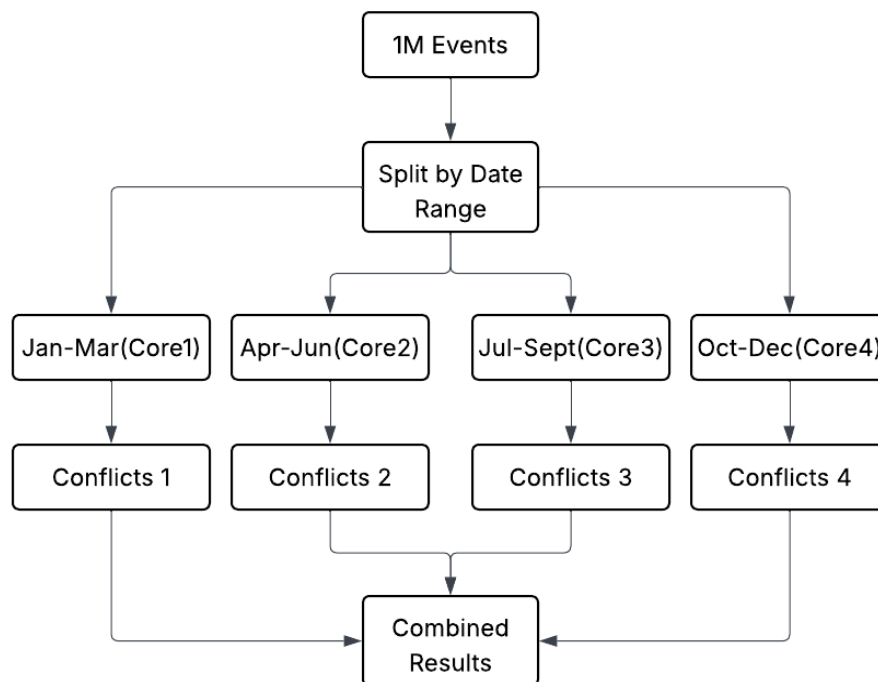 1M Events
Split by Date
Range
Jan-Mar(Core1)
Apr-Jun(Core2)
Jul-Sept(Core3)
Oct-Dec(Core4)
Conflicts 1
Conflicts 2
Conflicts 3
Conflicts 4
Combined
Results